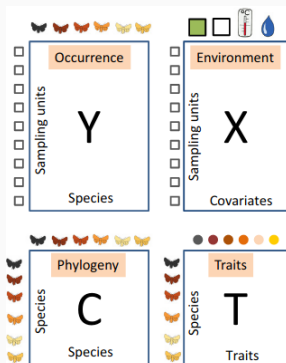 °C
Occurrence
Environment
Sampling units
Y
Sampling units
X
Species
Covariates
Phylogeny
Traits
Species
C
Species
T
Species
Traits